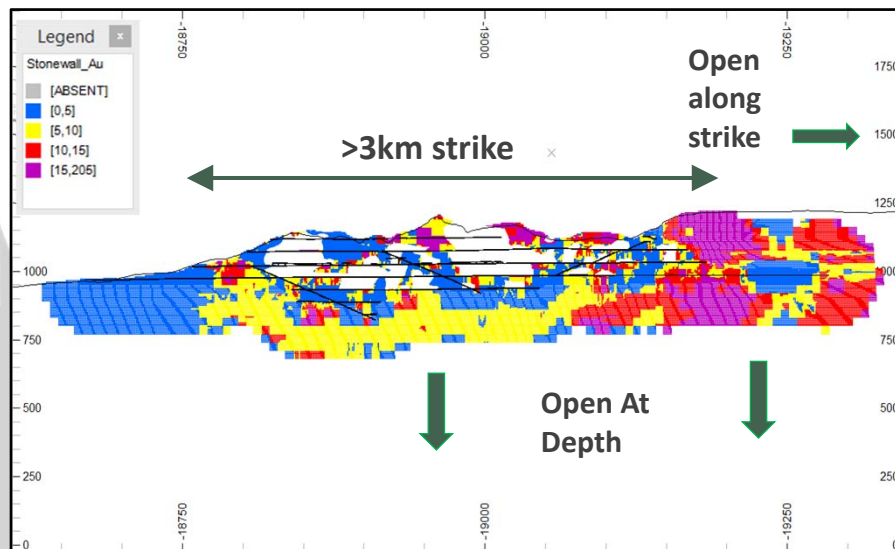 -18750
-19000
-19250
Legend x
Stonewall_Au
[ABSENT]
[0,5]
[5,10]
[10,15]
[15,205]
Open
along
strike
>3km strike
1750
1500
1250
1000
750
500
250
0
1000
750
500
250
0
Open At
Depth
-18750
-19000
-19250